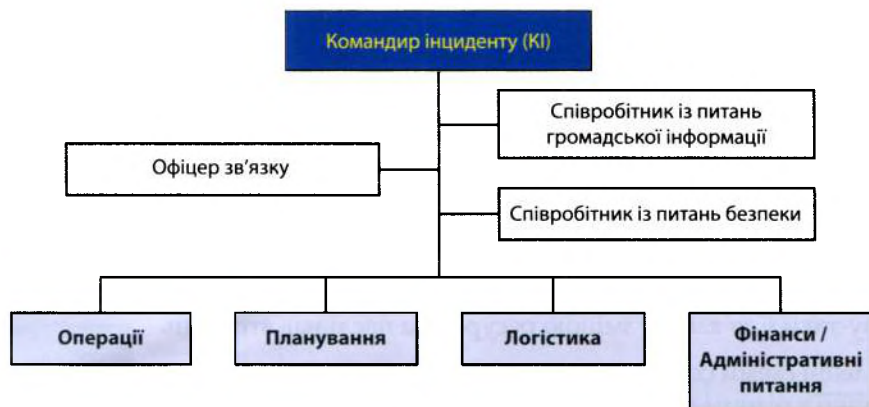 Командир інциденту (КІ)
Співробітник із питань
громадської інформації
Офіцер зв'язку
Співробітник із питань безпеки
Операції
Планування
Логістика
Фінанси /
Адміністративні
питання